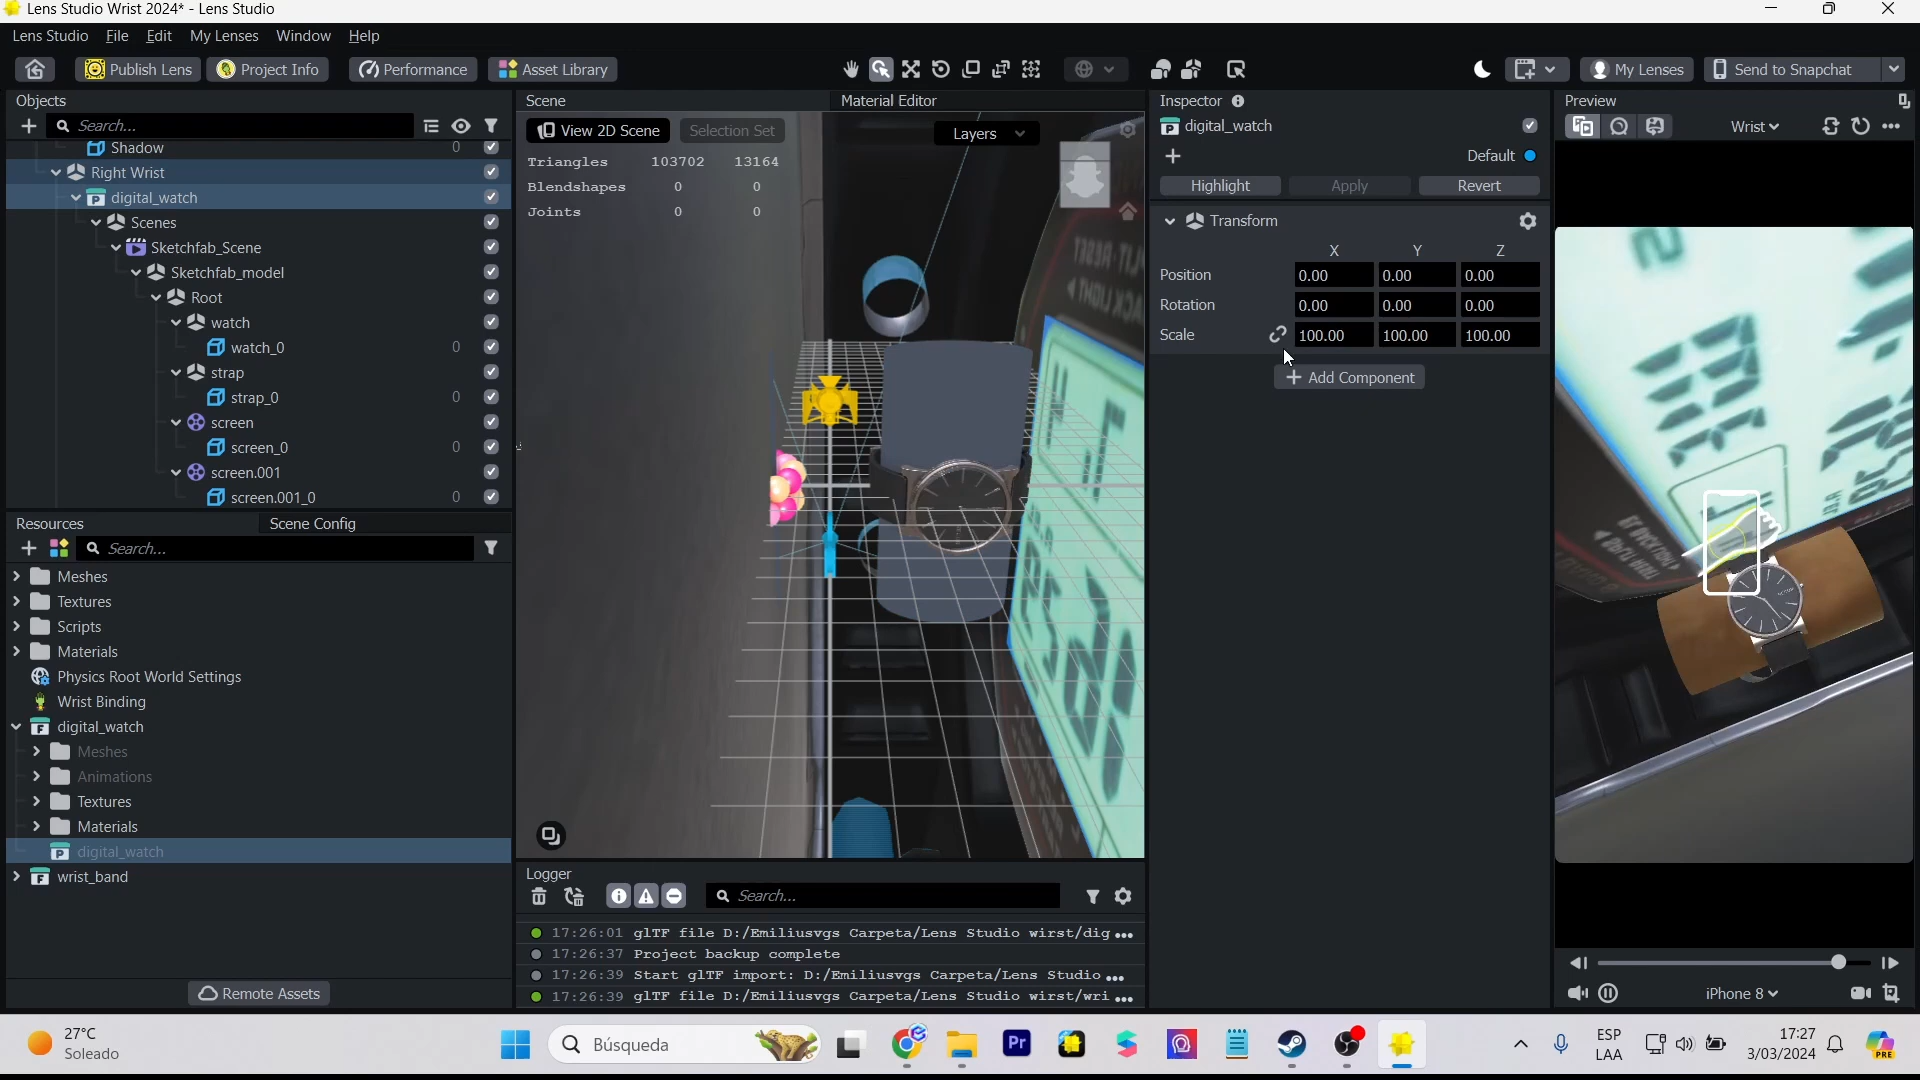 Lens Studio Wrist 2024* - Lens Studio
Lens Studio File Edit My Lenses Window Help
Publish Lens Project Info Performance Asset Library My Lenses Send to Snapchat
Objects
Search...
Shadow 0
Right Wrist
digital_watch
Scenes
Sketchfab_Scene
Sketchfab_model
Root
watch
watch_0 0
strap
strap_0 0
screen
screen_0 0
screen.001
screen.001_0 0
Resources Scene Config
Search...
Meshes
Textures
Scripts
Materials
Physics Root World Settings
Wrist Binding
digital_watch
Meshes
Animations
Textures
Materials
digital_watch
wrist_band
Remote Assets
Scene Material Editor
View 2D Scene Selection Set Layers
Triangles 103702 13164
Blendshapes 0 0
Joints 0 0
Logger
Search...
17:26:01 glTF file D:/Emiliusvgs Carpeta/Lens Studio wirst/dig...
17:26:37 Project backup complete
17:26:39 Start glTF import: D:/Emiliusvgs Carpeta/Lens Studio ...
17:26:39 glTF file D:/Emiliusvgs Carpeta/Lens Studio wirst/wri...
Inspector
digital_watch
Default
Highlight Apply Revert
Transform
X Y Z
Position 0.00 0.00 0.00
Rotation 0.00 0.00 0.00
Scale 100.00 100.00 100.00
Add Component
Preview
Wrist
iPhone 8
27°C
Soleado
Búsqueda
Pr
ESP
LAA
17:27
3/03/2024
PRE